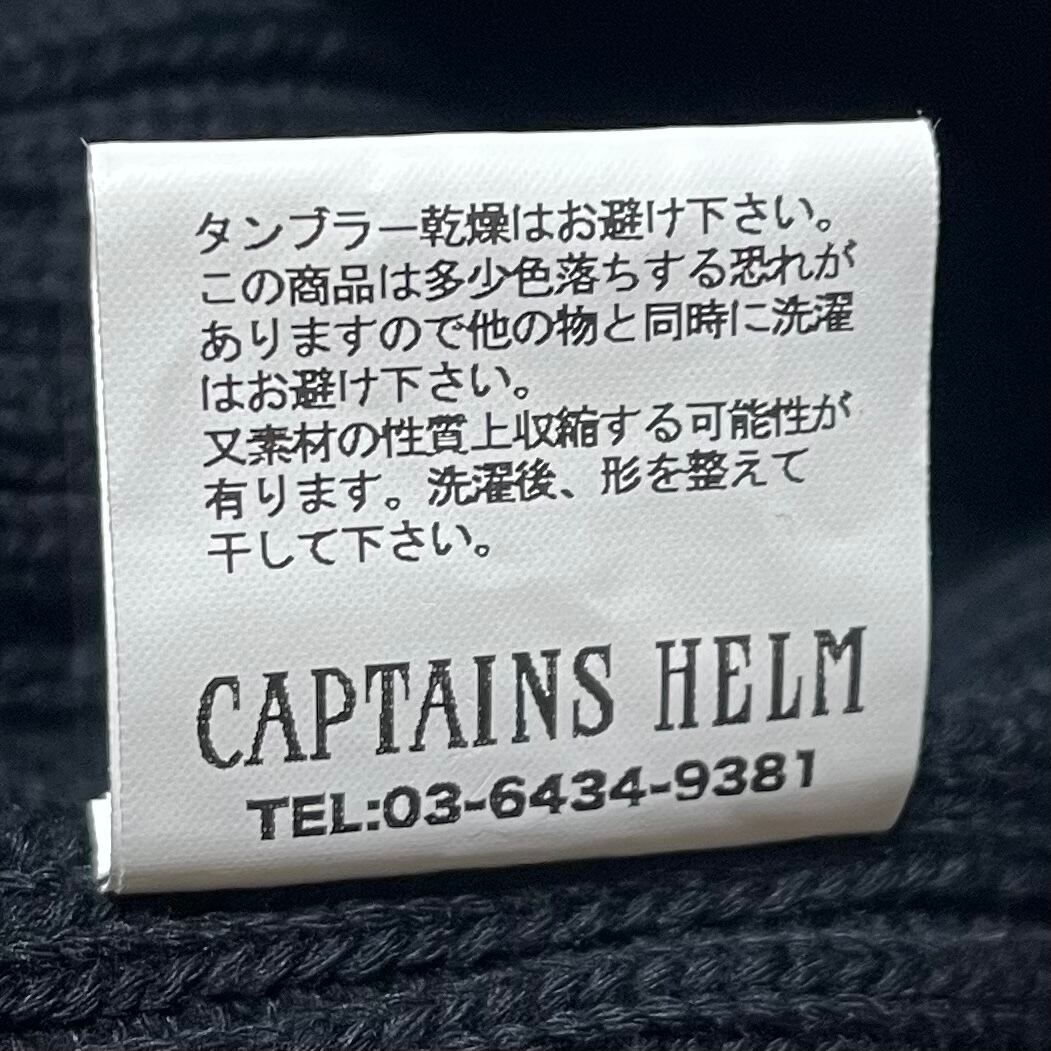 タンブラー乾燥はお避け下さい。
この商品は多少色落ちする恐れが
ありますので他の物と同時に洗濯
はお避け下さい。
又素材の性質上収縮する可能性が
有ります。洗濯後、形を整えて
干して下さい。
CAPTAINS HELM
TEL:03-6434-9381